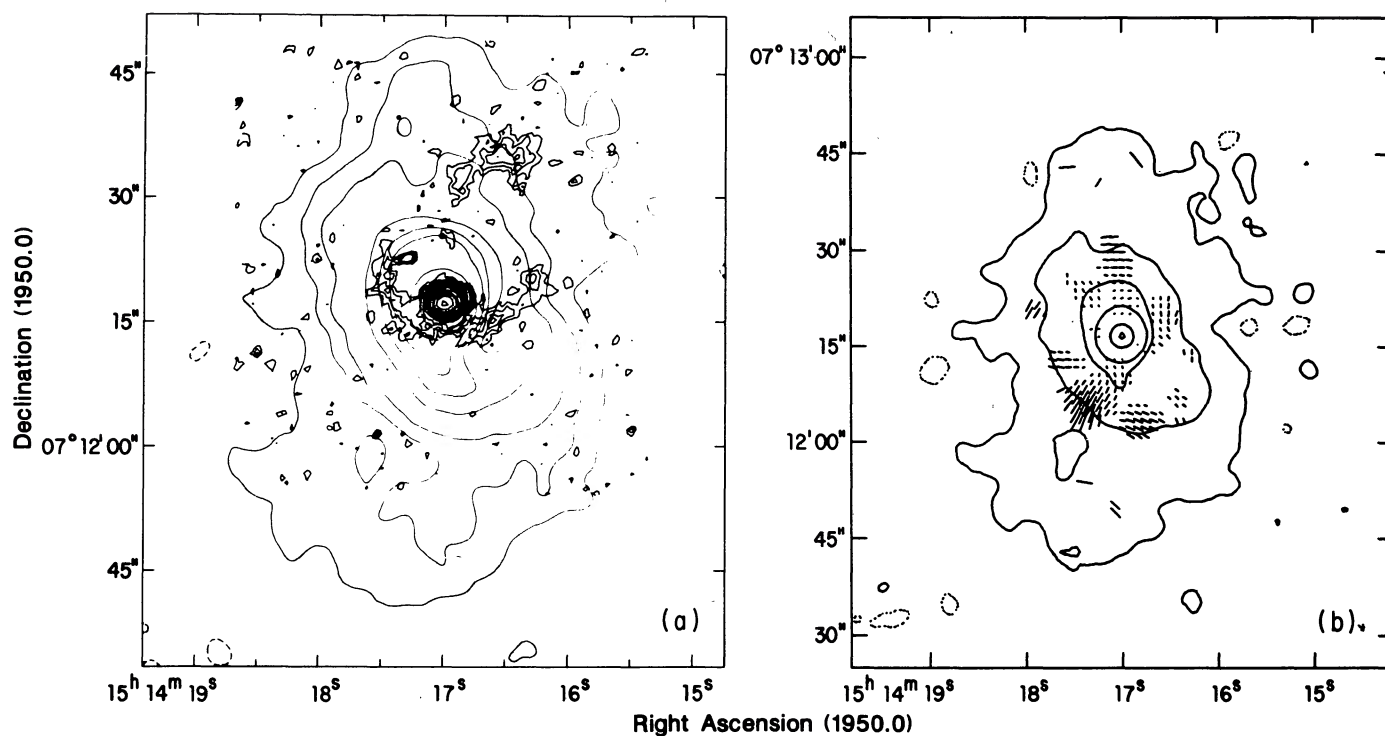 45"
30"
15"
07° 12' 00"
45"
15ʰ 14ᵐ 19ˢ
18ˢ
17ˢ
16ˢ
15ˢ
(a)
Declination (1950.0)
07° 13' 00"
45"
30"
15"
12' 00"
45"
30"
15ʰ 14ᵐ 19ˢ
18ˢ
17ˢ
16ˢ
15ˢ
(b)
Right Ascension (1950.0)